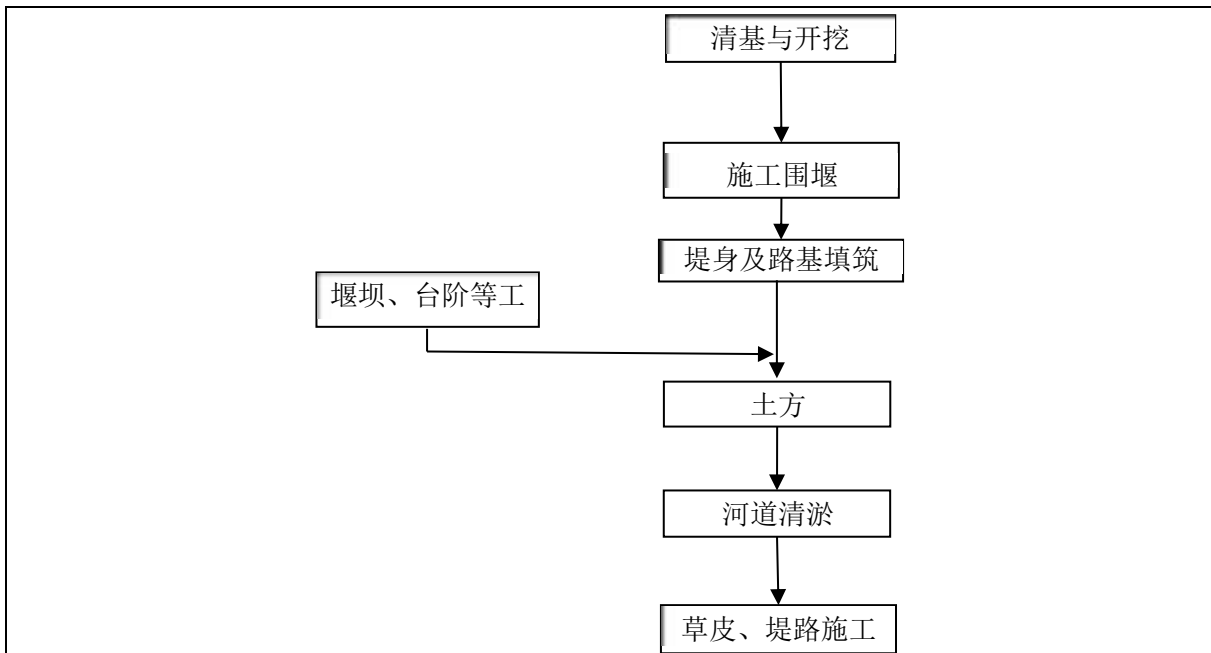 清基与开挖
施工围堰
堤身及路基填筑
堰坝、台阶等工
土方
河道清淤
草皮、堤路施工